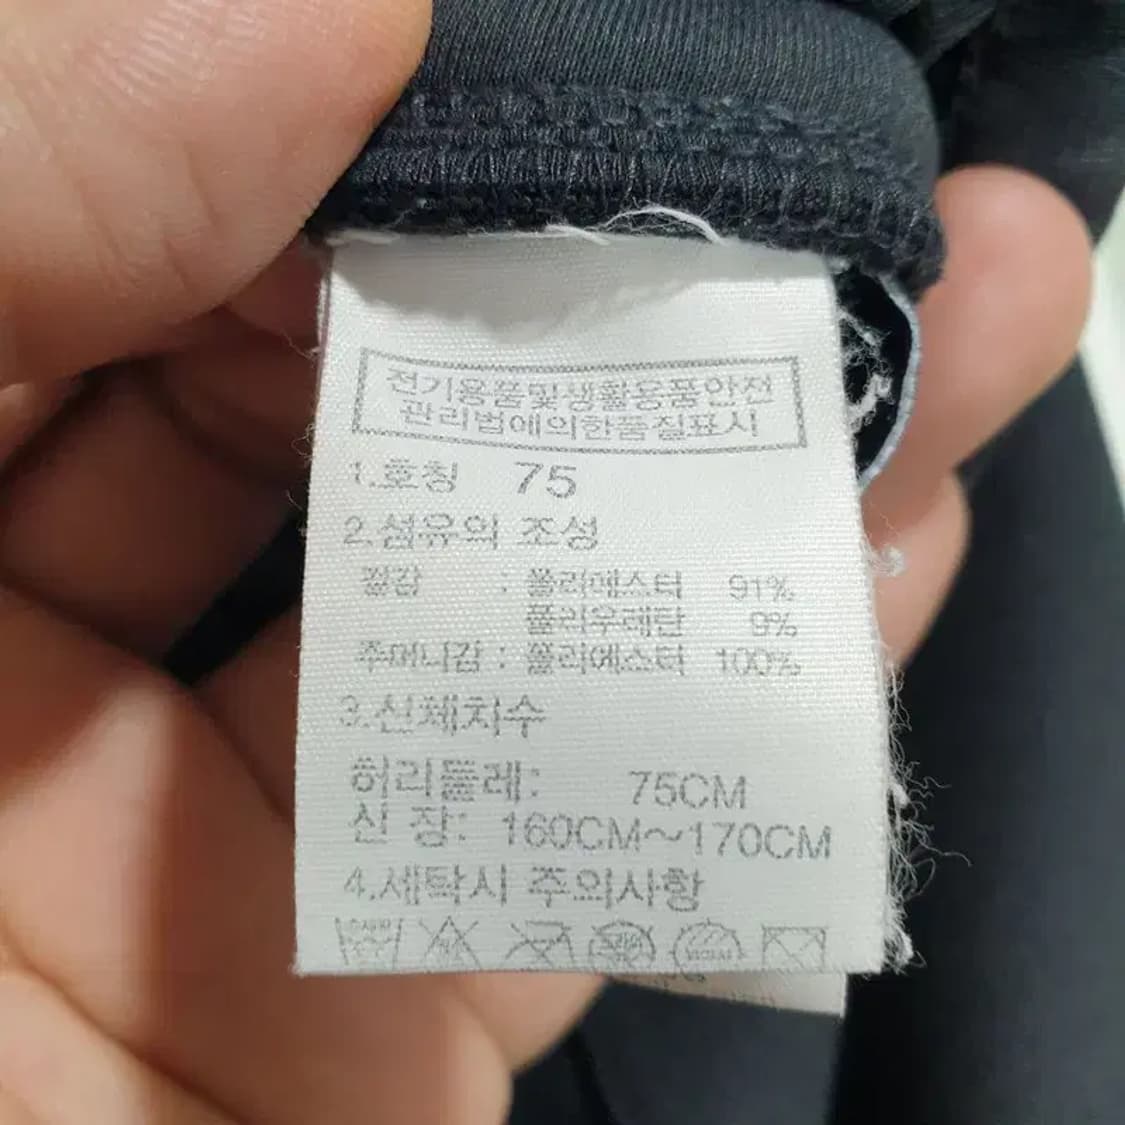 전기용품및생활용품안전
관리법에의한품질표시
1.호칭 75
2.섬유의 조성
겉감 : 폴리에스터 91%
폴리우레탄 9%
주머니감 : 폴리에스터 100%
3.신체치수
허리둘레: 75CM
신 장: 160CM~170CM
4.세탁시 주의사항